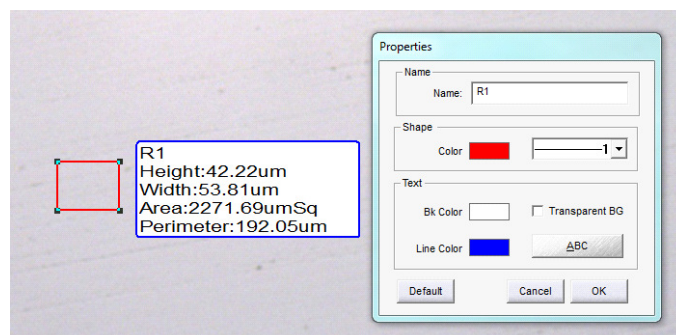 R1
Height:42.22um
Width:53.81um
Area:2271.69umSq
Perimeter:192.05um
Properties
Name
Name: R1
Shape
Color 1
Text
Bk Color Transparent BG
Line Color ABC
Default Cancel OK